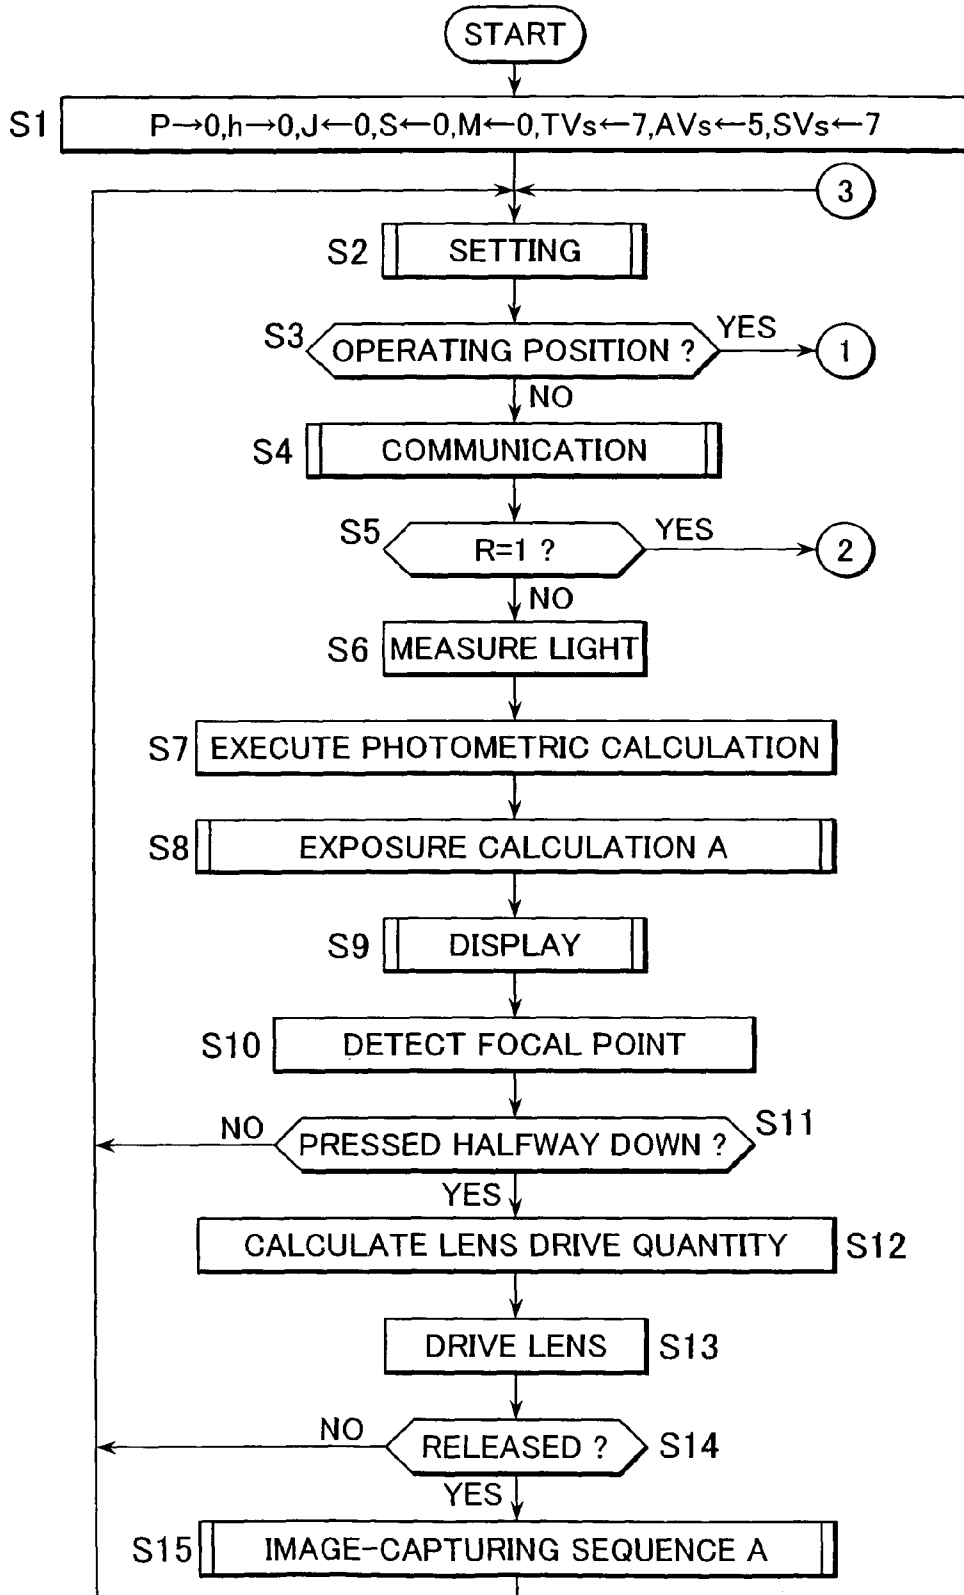 START
S1 P→0,h→0,J←0,S←0,M←0,TVs←7,AVs←5,SVs←7
3
S2 SETTING
S3 OPERATING POSITION ? YES 1
NO
S4 COMMUNICATION
S5 R=1 ? YES 2
NO
S6 MEASURE LIGHT
S7 EXECUTE PHOTOMETRIC CALCULATION
S8 EXPOSURE CALCULATION A
S9 DISPLAY
S10 DETECT FOCAL POINT
NO PRESSED HALFWAY DOWN ? S11
YES
CALCULATE LENS DRIVE QUANTITY S12
DRIVE LENS S13
NO RELEASED ? S14
YES
S15 IMAGE-CAPTURING SEQUENCE A